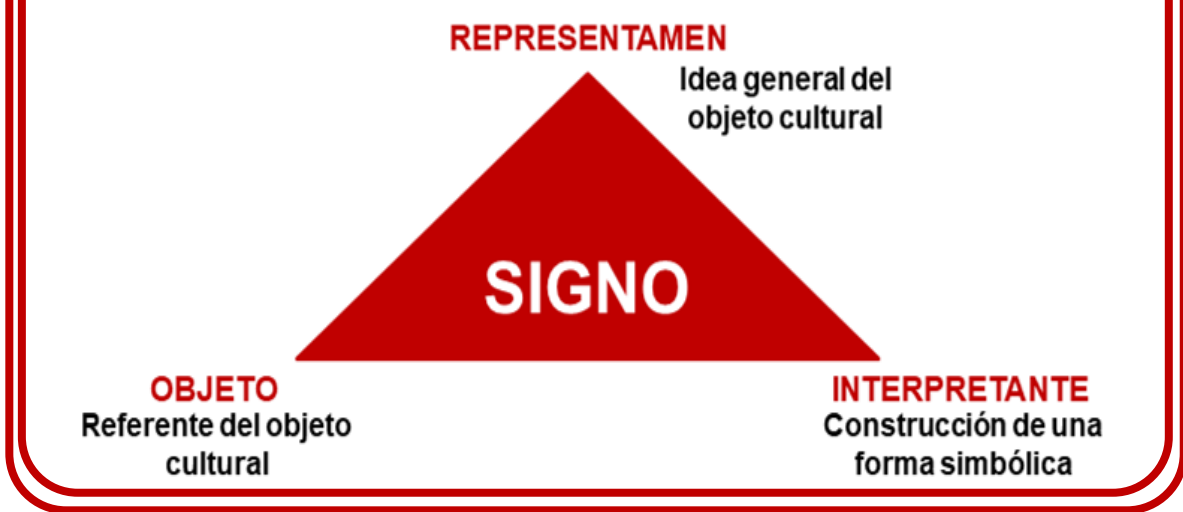 REPRESENTAMEN
Idea general del
objeto cultural
SIGNO
OBJETO
Referente del objeto
cultural
INTERPRETANTE
Construcción de una
forma simbólica